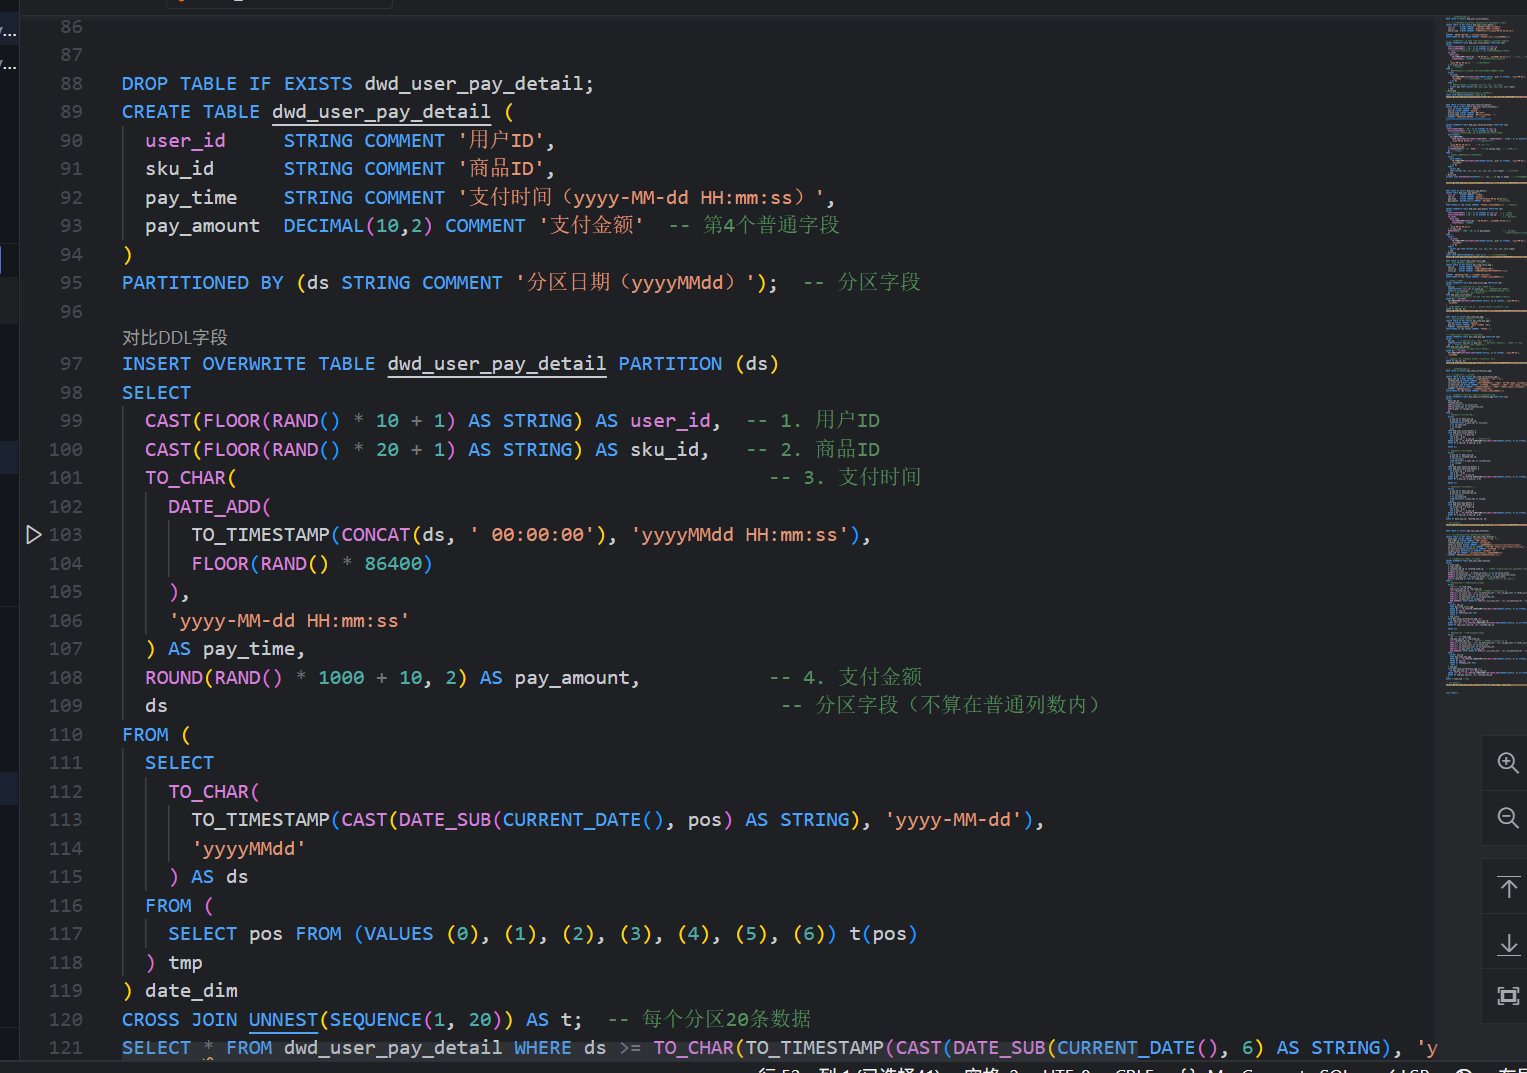 86
87
88 DROP TABLE IF EXISTS dwd_user_pay_detail;
89 CREATE TABLE dwd_user_pay_detail (
90 user_id STRING COMMENT '用户ID',
91 sku_id STRING COMMENT '商品ID',
92 pay_time STRING COMMENT '支付时间（yyyy-MM-dd HH:mm:ss）',
93 pay_amount DECIMAL(10,2) COMMENT '支付金额' -- 第4个普通字段
94 )
95 PARTITIONED BY (ds STRING COMMENT '分区日期（yyyyMMdd）'); -- 分区字段
96
对比DDL字段
97 INSERT OVERWRITE TABLE dwd_user_pay_detail PARTITION (ds)
98 SELECT
99 CAST(FLOOR(RAND() * 10 + 1) AS STRING) AS user_id, -- 1. 用户ID
100 CAST(FLOOR(RAND() * 20 + 1) AS STRING) AS sku_id, -- 2. 商品ID
101 TO_CHAR( -- 3. 支付时间
102 DATE_ADD(
103 TO_TIMESTAMP(CONCAT(ds, ' 00:00:00'), 'yyyyMMdd HH:mm:ss'),
104 FLOOR(RAND() * 86400)
105 ),
106 'yyyy-MM-dd HH:mm:ss'
107 ) AS pay_time,
108 ROUND(RAND() * 1000 + 10, 2) AS pay_amount, -- 4. 支付金额
109 ds -- 分区字段（不算在普通列数内）
110 FROM (
111 SELECT
112 TO_CHAR(
113 TO_TIMESTAMP(CAST(DATE_SUB(CURRENT_DATE(), pos) AS STRING), 'yyyy-MM-dd'),
114 'yyyyMMdd'
115 ) AS ds
116 FROM (
117 SELECT pos FROM (VALUES (0), (1), (2), (3), (4), (5), (6)) t(pos)
118 ) tmp
119 ) date_dim
120 CROSS JOIN UNNEST(SEQUENCE(1, 20)) AS t; -- 每个分区20条数据
121 SELECT * FROM dwd_user_pay_detail WHERE ds >= TO_CHAR(TO_TIMESTAMP(CAST(DATE_SUB(CURRENT_DATE(), 6) AS STRING), 'y